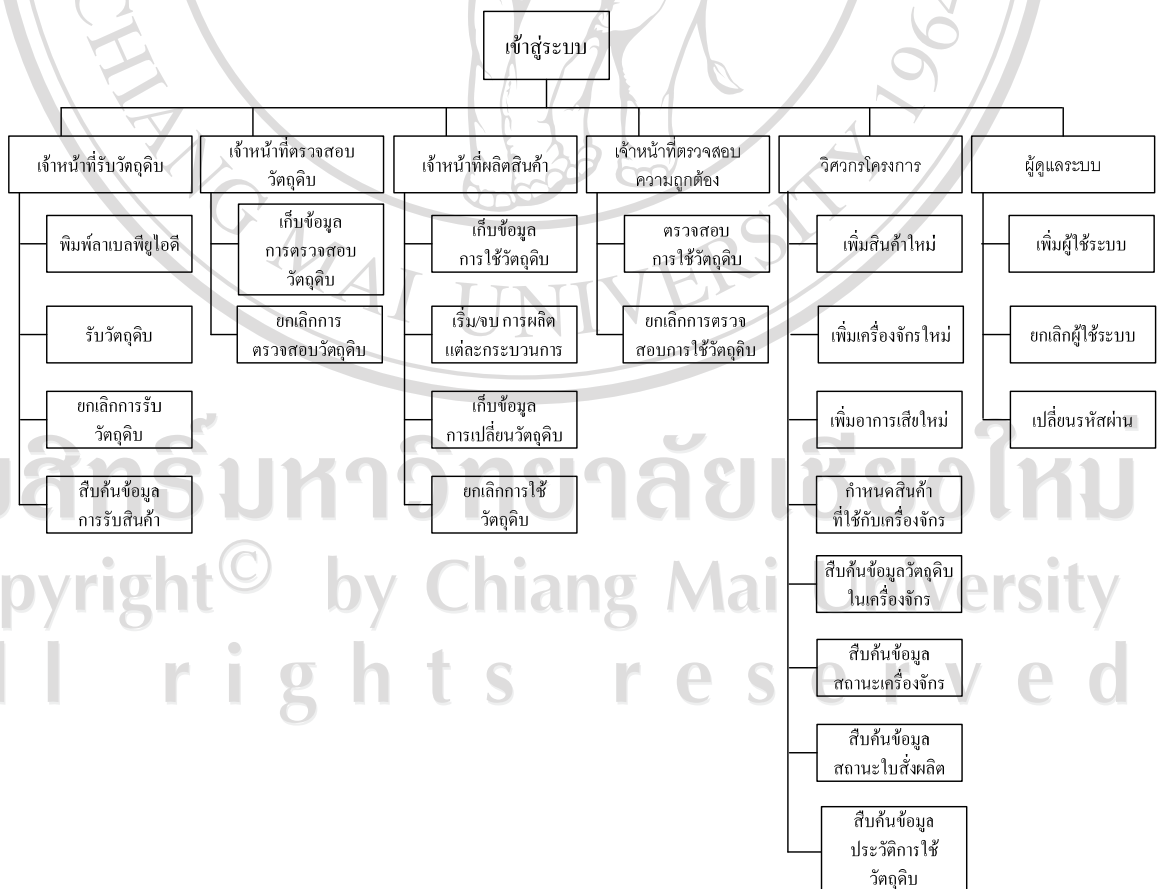 เข้าสู่ระบบ
เจ้าหน้าที่รับวัตถุดิบ
พิมพ์ลาเบลพียูไอดี
รับวัตถุดิบ
ยกเลิกการรับ
วัตถุดิบ
สืบค้นข้อมูล
การรับสินค้า
เจ้าหน้าที่ตรวจสอบ
วัตถุดิบ
เก็บข้อมูล
การตรวจสอบ
วัตถุดิบ
ยกเลิกการ
ตรวจสอบวัตถุดิบ
เจ้าหน้าที่ผลิตสินค้า
เก็บข้อมูล
การใช้วัตถุดิบ
เริ่ม/จบ การผลิต
แต่ละกระบวนการ
เก็บข้อมูล
การเปลี่ยนวัตถุดิบ
ยกเลิกการใช้
วัตถุดิบ
เจ้าหน้าที่ตรวจสอบ
ความถูกต้อง
ตรวจสอบ
การใช้วัตถุดิบ
ยกเลิกการตรวจ
สอบการใช้วัตถุดิบ
วิศวกรโครงการ
เพิ่มสินค้าใหม่
เพิ่มเครื่องจักรใหม่
เพิ่มอาการเสียใหม่
กำหนดสินค้า
ที่ใช้กับเครื่องจักร
สืบค้นข้อมูลวัตถุดิบ
ในเครื่องจักร
สืบค้นข้อมูล
สถานะเครื่องจักร
สืบค้นข้อมูล
สถานะใบสั่งผลิต
สืบค้นข้อมูล
ประวัติการใช้
วัตถุดิบ
ผู้ดูแลระบบ
เพิ่มผู้ใช้ระบบ
ยกเลิกผู้ใช้ระบบ
เปลี่ยนรหัสผ่าน
CHIANG MAI UNIVERSITY 1964
สิทธิ์มหาวิทยาลัยเชียงใหม่
pyright© by Chiang Mai University
rights reserved